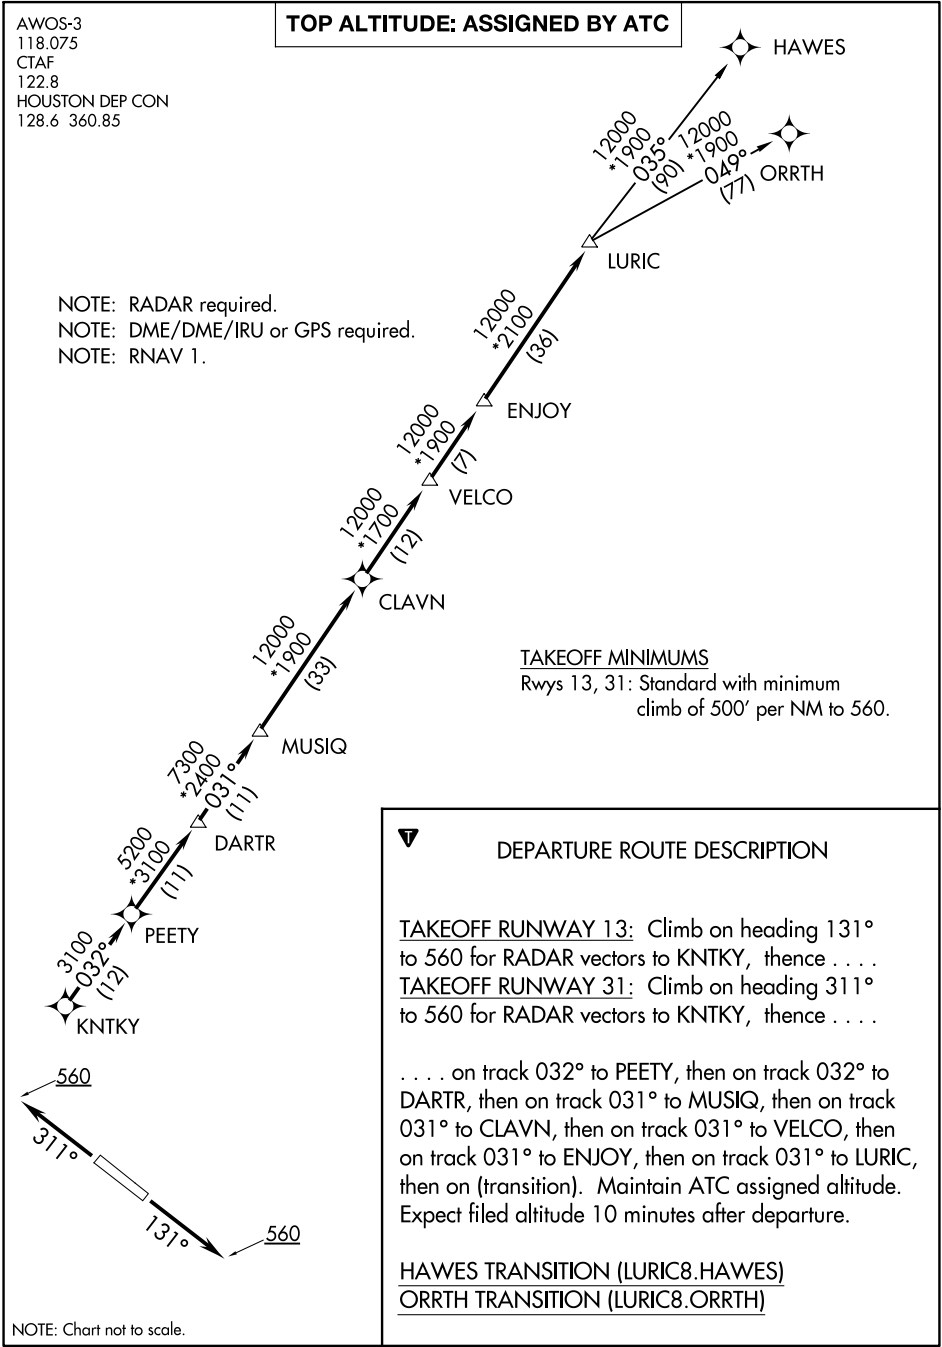 AWOS-3
118.075
CTAF
122.8
HOUSTON DEP CON
128.6 360.85
TOP ALTITUDE: ASSIGNED BY ATC
HAWES
12000
*1900
035°
(90)
12000
*1900
049°
(77)
ORRTH
LURIC
NOTE: RADAR required.
NOTE: DME/DME/IRU or GPS required.
NOTE: RNAV 1.
12000
*2100
(36)
ENJOY
12000
*1900
(7)
VELCO
12000
*1700
(12)
CLAVN
12000
*1900
(33)
TAKEOFF MINIMUMS
Rwys 13, 31: Standard with minimum
climb of 500' per NM to 560.
MUSIQ
7300
*2400
031°
(11)
DARTR
5200
*3100
(11)
PEETY
3100
032°
(12)
KNTKY
560
311°
131°
560
NOTE: Chart not to scale.
T
DEPARTURE ROUTE DESCRIPTION
TAKEOFF RUNWAY 13: Climb on heading 131°
to 560 for RADAR vectors to KNTKY, thence . . . .
TAKEOFF RUNWAY 31: Climb on heading 311°
to 560 for RADAR vectors to KNTKY, thence . . . .
. . . . on track 032° to PEETY, then on track 032° to
DARTR, then on track 031° to MUSIQ, then on track
031° to CLAVN, then on track 031° to VELCO, then
on track 031° to ENJOY, then on track 031° to LURIC,
then on (transition). Maintain ATC assigned altitude.
Expect filed altitude 10 minutes after departure.
HAWES TRANSITION (LURIC8.HAWES)
ORRTH TRANSITION (LURIC8.ORRTH)